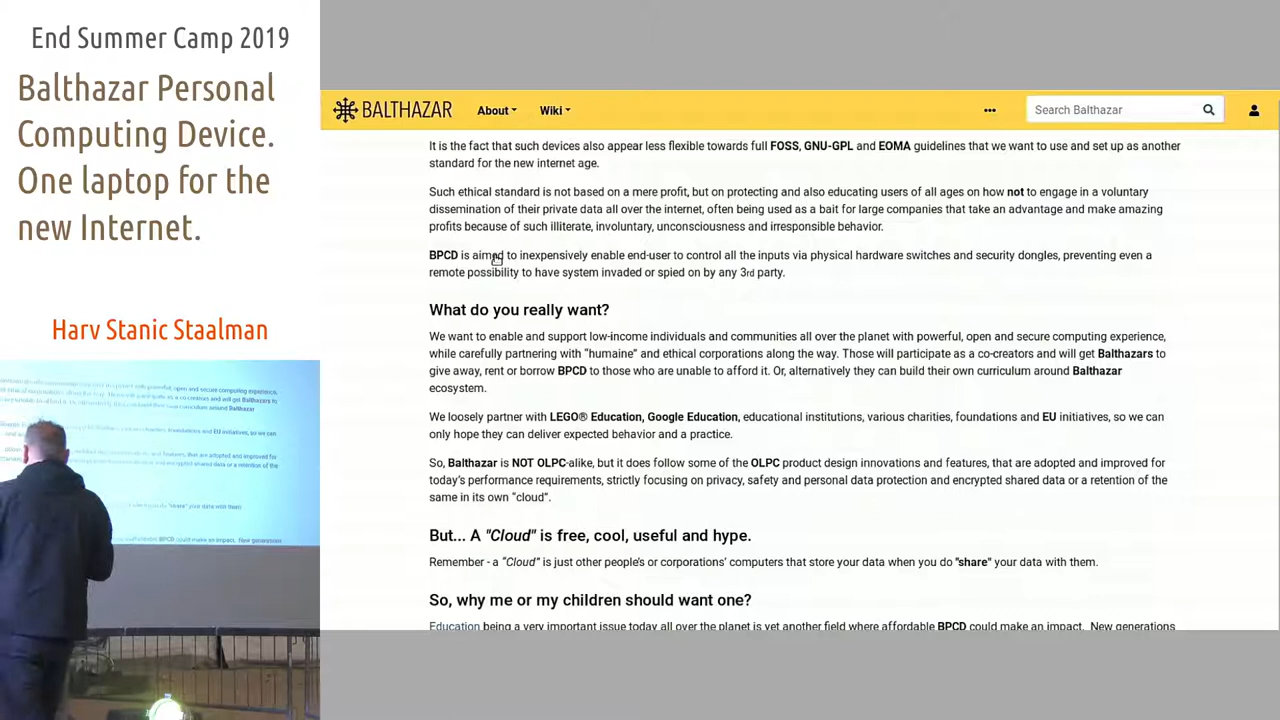 End Summer Camp 2019
Balthazar Personal
Computing Device.
One laptop for the
new Internet.
Harv Stanic Staalman
BALTHAZAR
About
Wiki
Search Balthazar
It is the fact that such devices also appear less flexible towards full FOSS, GNU-GPL and EOMA guidelines that we want to use and set up as another
standard for the new internet age.
Such ethical standard is not based on a mere profit, but on protecting and also educating users of all ages on how not to engage in a voluntary
dissemination of their private data all over the internet, often being used as a bait for large companies that take an advantage and make amazing
profits because of such illiterate, involuntary, unconsciousness and irresponsible behavior.
BPCD is aimed to inexpensively enable end-user to control all the inputs via physical hardware switches and security dongles, preventing even a
remote possibility to have system invaded or spied on by any 3rd party.
What do you really want?
We want to enable and support low-income individuals and communities all over the planet with powerful, open and secure computing experience,
while carefully partnering with “humaine” and ethical corporations along the way. Those will participate as a co-creators and will get Balthazars to
give away, rent or borrow BPCD to those who are unable to afford it. Or, alternatively they can build their own curriculum around Balthazar
ecosystem.
We loosely partner with LEGO® Education, Google Education, educational institutions, various charities, foundations and EU initiatives, so we can
only hope they can deliver expected behavior and a practice.
So, Balthazar is NOT OLPC-alike, but it does follow some of the OLPC product design innovations and features, that are adopted and improved for
today’s performance requirements, strictly focusing on privacy, safety and personal data protection and encrypted shared data or a retention of the
same in its own “cloud”.
But... A "Cloud" is free, cool, useful and hype.
Remember - a “Cloud” is just other people’s or corporations’ computers that store your data when you do "share" your data with them.
So, why me or my children should want one?
Education being a very important issue today all over the planet is yet another field where affordable BPCD could make an impact. New generations